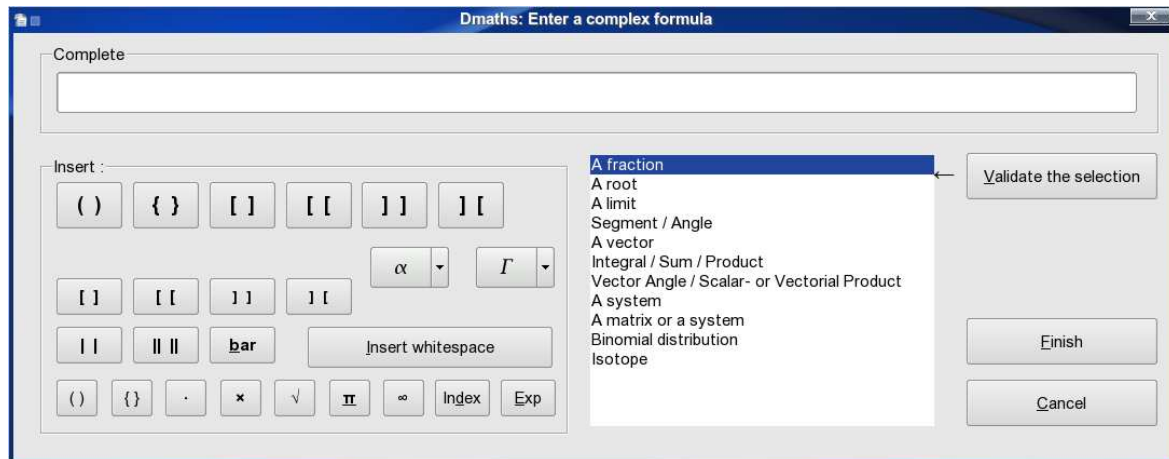 Dmaths: Enter a complex formula
Complete
Insert :
( ) { } [ ] [ [ ] ] ] [
α Γ
[ ] [ [ ] ] ] [
| | || || bar Insert whitespace
( ) { } · × √ π ∞ Index Exp
A fraction
A root
A limit
Segment / Angle
A vector
Integral / Sum / Product
Vector Angle / Scalar- or Vectorial Product
A system
A matrix or a system
Binomial distribution
Isotope
← Validate the selection
Finish
Cancel